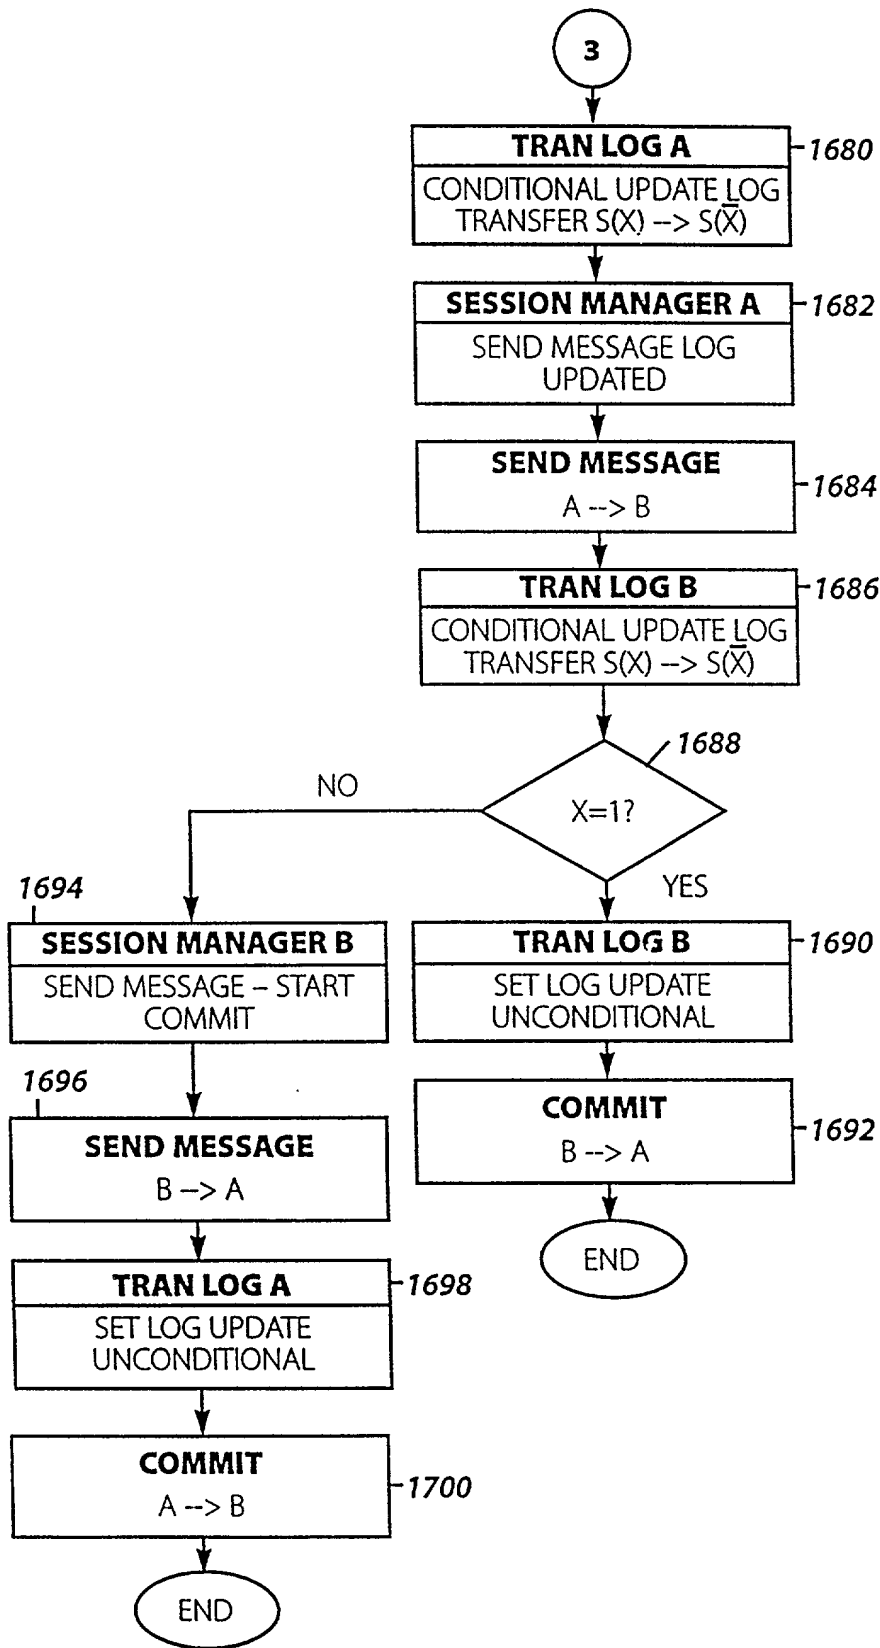 3
TRAN LOG A
1680
CONDITIONAL UPDATE LOG
TRANSFER S(X) --> S(X̅)
SESSION MANAGER A
1682
SEND MESSAGE LOG
UPDATED
SEND MESSAGE
1684
A --> B
TRAN LOG B
1686
CONDITIONAL UPDATE LOG
TRANSFER S(X) --> S(X̅)
1688
X=1?
NO
YES
1694
SESSION MANAGER B
SEND MESSAGE – START
COMMIT
TRAN LOG B
1690
SET LOG UPDATE
UNCONDITIONAL
1696
SEND MESSAGE
B --> A
COMMIT
1692
B --> A
END
TRAN LOG A
1698
SET LOG UPDATE
UNCONDITIONAL
COMMIT
1700
A --> B
END